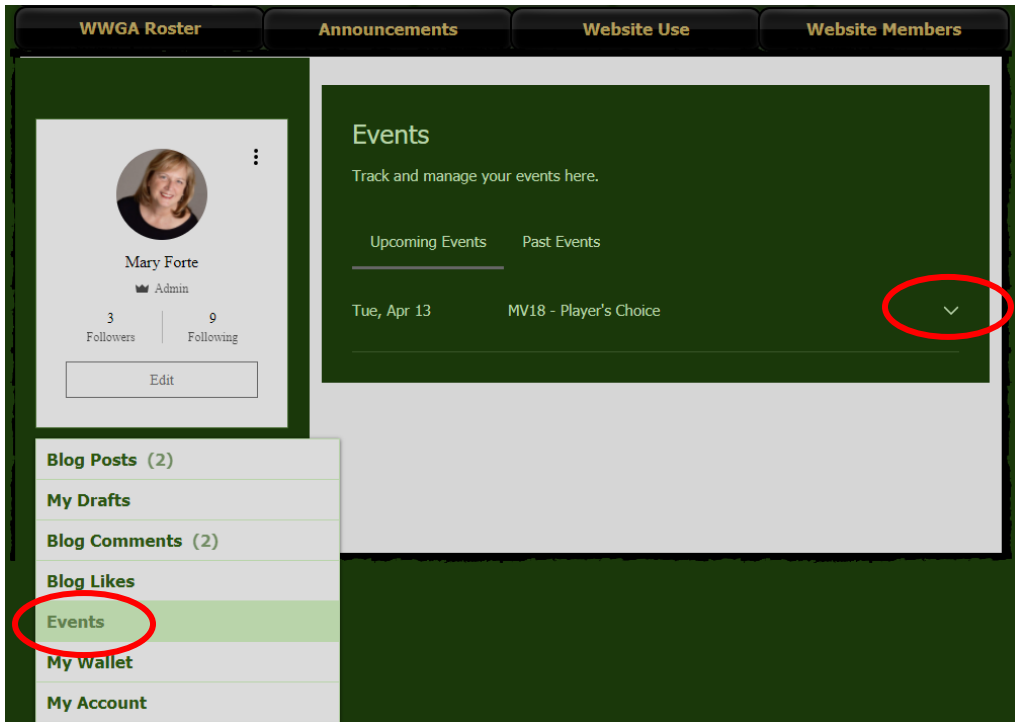 WWGA Roster
Announcements
Website Use
Website Members
Mary Forte
Admin
3
Followers
9
Following
Edit
Blog Posts (2)
My Drafts
Blog Comments (2)
Blog Likes
Events
My Wallet
My Account
Events
Track and manage your events here.
Upcoming Events
Past Events
Tue, Apr 13
MV18 - Player's Choice